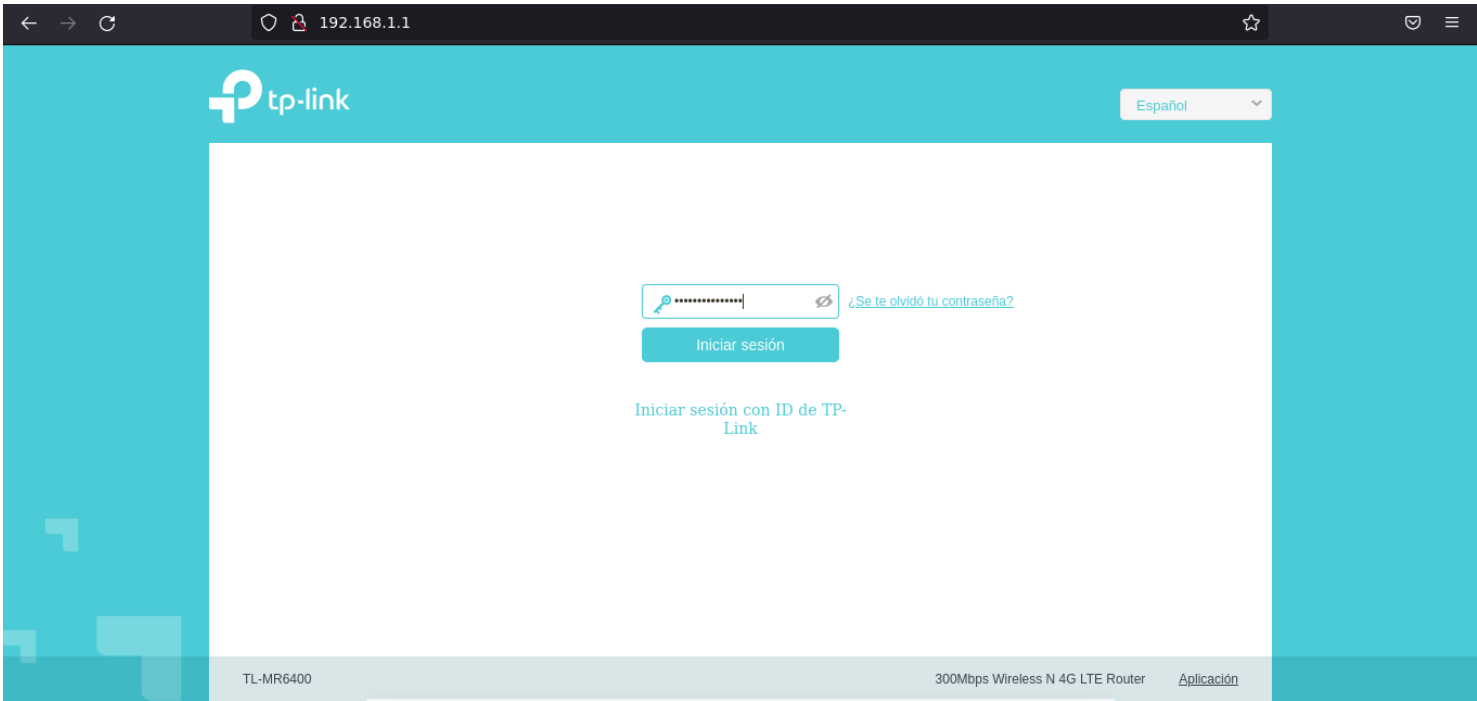 192.168.1.1
tp-link
Español
¿Se te olvidó tu contraseña?
Iniciar sesión
Iniciar sesión con ID de TP-
Link
TL-MR6400
300Mbps Wireless N 4G LTE Router
Aplicación